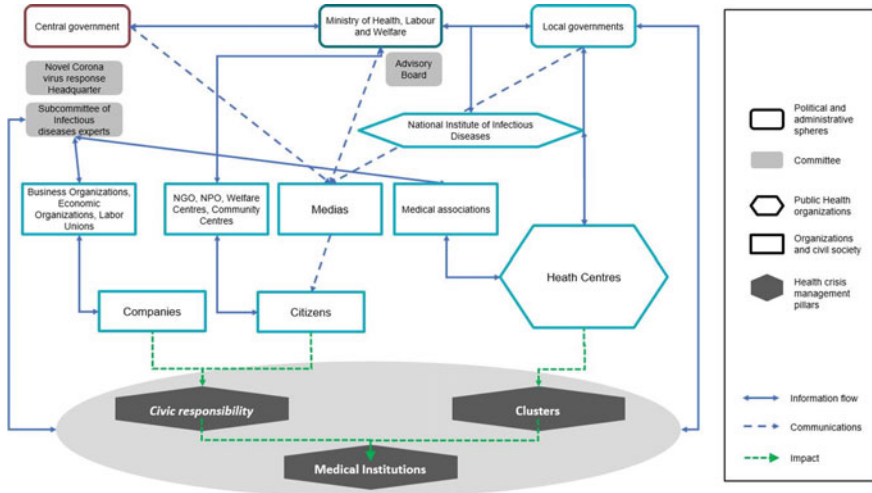 Central government
Ministry of Health, Labour
and Welfare
Local governments
Novel Corona
virus response
Headquarter
Advisory
Board
Subcommittee of
Infectious
diseases experts
National Institute of Infectious
Diseases
Business Organizations,
Economic
Organizations, Labor
Unions
NGO, NPO, Welfare
Centres, Community
Centres
Medias
Medical associations
Heath Centres
Companies
Citizens
Civic responsibility
Clusters
Medical Institutions
Political and
administrative
spheres
Committee
Public Health
organizations
Organizations
and civil society
Health crisis
management
pillars
Information flow
Communications
Impact